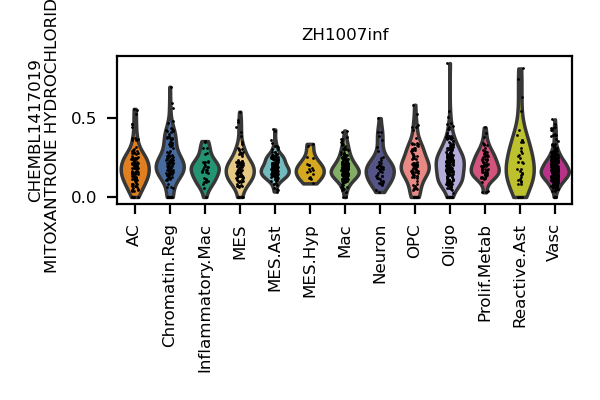 ZH1007inf
CHEMBL1417019
MITOXANTRONE HYDROCHLORID
0.5
0.0
AC
Chromatin.Reg
Inflammatory.Mac
MES
MES.Ast
MES.Hyp
Mac
Neuron
OPC
Oligo
Prolif.Metab
Reactive.Ast
Vasc